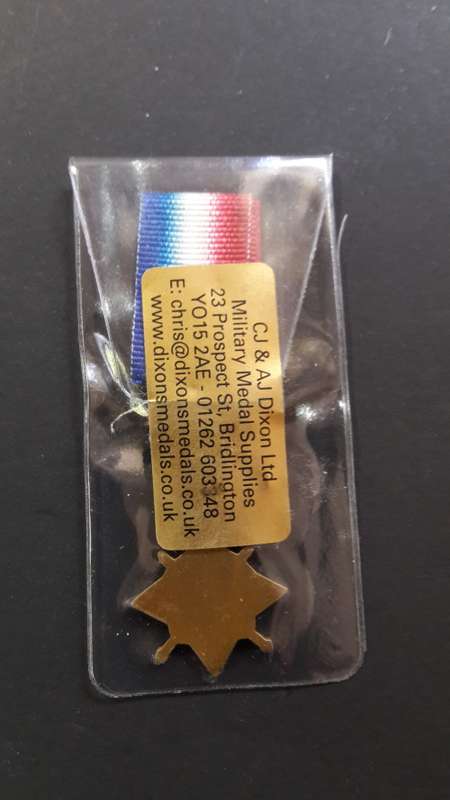 CJ & AJ Dixon Ltd
Military Medal Supplies
23 Prospect St, Bridlington
YO15 2AE - 01262 603348
E: chris@dixonsmedals.co.uk
www.dixonsmedals.co.uk